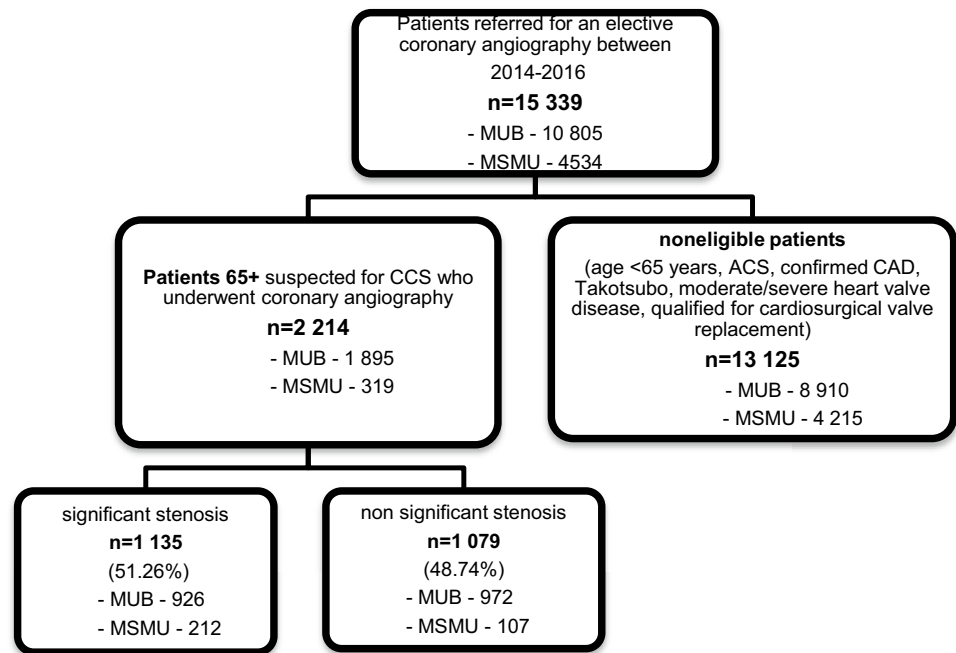 Patients referred for an elective
coronary angiography between
2014-2016
n=15 339
- MUB - 10 805
- MSMU - 4534
Patients 65+ suspected for CCS who
underwent coronary angiography
n=2 214
- MUB - 1 895
- MSMU - 319
noneligible patients
(age <65 years, ACS, confirmed CAD,
Takotsubo, moderate/severe heart valve
disease, qualified for cardiosurgical valve
replacement)
n=13 125
- MUB - 8 910
- MSMU - 4 215
significant stenosis
n=1 135
(51.26%)
- MUB - 926
- MSMU - 212
non significant stenosis
n=1 079
(48.74%)
- MUB - 972
- MSMU - 107